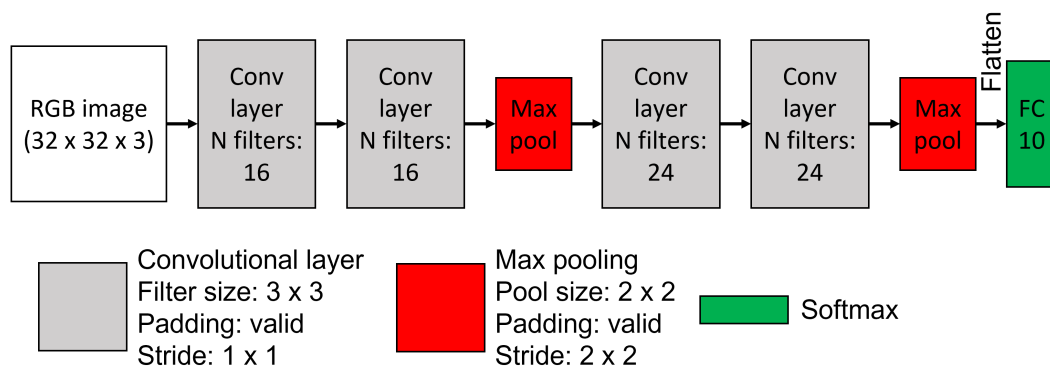 RGB image
(32 x 32 x 3)
Conv
layer
N filters:
16
Conv
layer
N filters:
16
Max
pool
Conv
layer
N filters:
24
Conv
layer
N filters:
24
Max
pool
Flatten
FC
10
Convolutional layer
Filter size: 3 x 3
Padding: valid
Stride: 1 x 1
Max pooling
Pool size: 2 x 2
Padding: valid
Stride: 2 x 2
Softmax